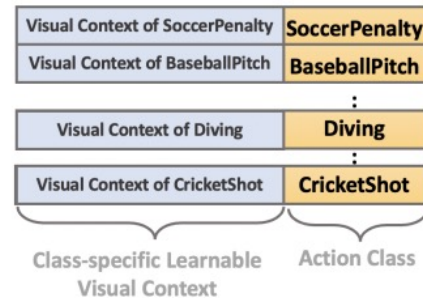 Visual Context of SoccerPenalty SoccerPenalty
Visual Context of BaseballPitch BaseballPitch
:
Visual Context of Diving Diving
:
Visual Context of CricketShot CricketShot
Class-specific Learnable
Visual Context
Action Class